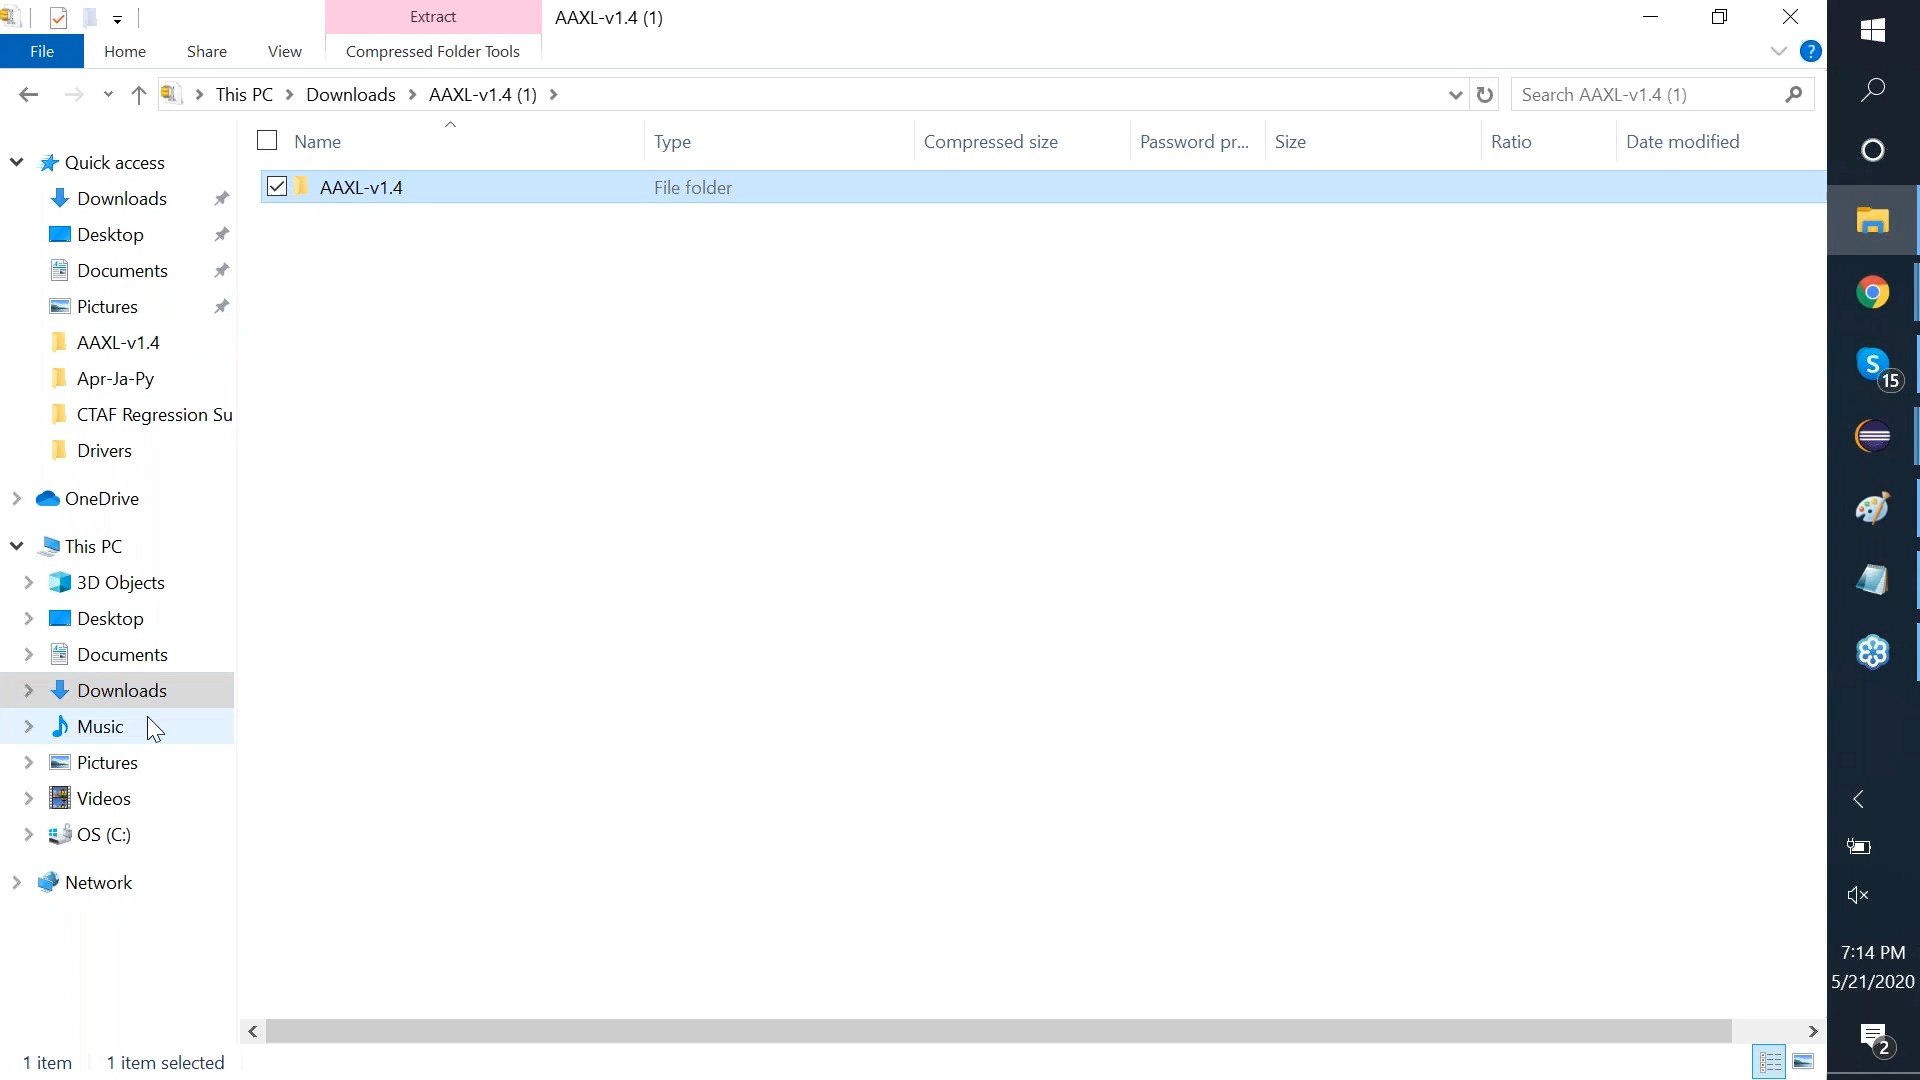 Extract
AAXL-v1.4 (1)
File
Home
Share
View
Compressed Folder Tools
?
This PC
Downloads
AAXL-v1.4 (1)
Search AAXL-v1.4 (1)
Name
Type
Compressed size
Password pr...
Size
Ratio
Date modified
AAXL-v1.4
File folder
Quick access
Downloads
Desktop
Documents
Pictures
AAXL-v1.4
Apr-Ja-Py
CTAF Regression Su
Drivers
OneDrive
This PC
3D Objects
Desktop
Documents
Downloads
Music
Pictures
Videos
OS (C:)
Network
1 item
1 item selected
S
15
7:14 PM
5/21/2020
2